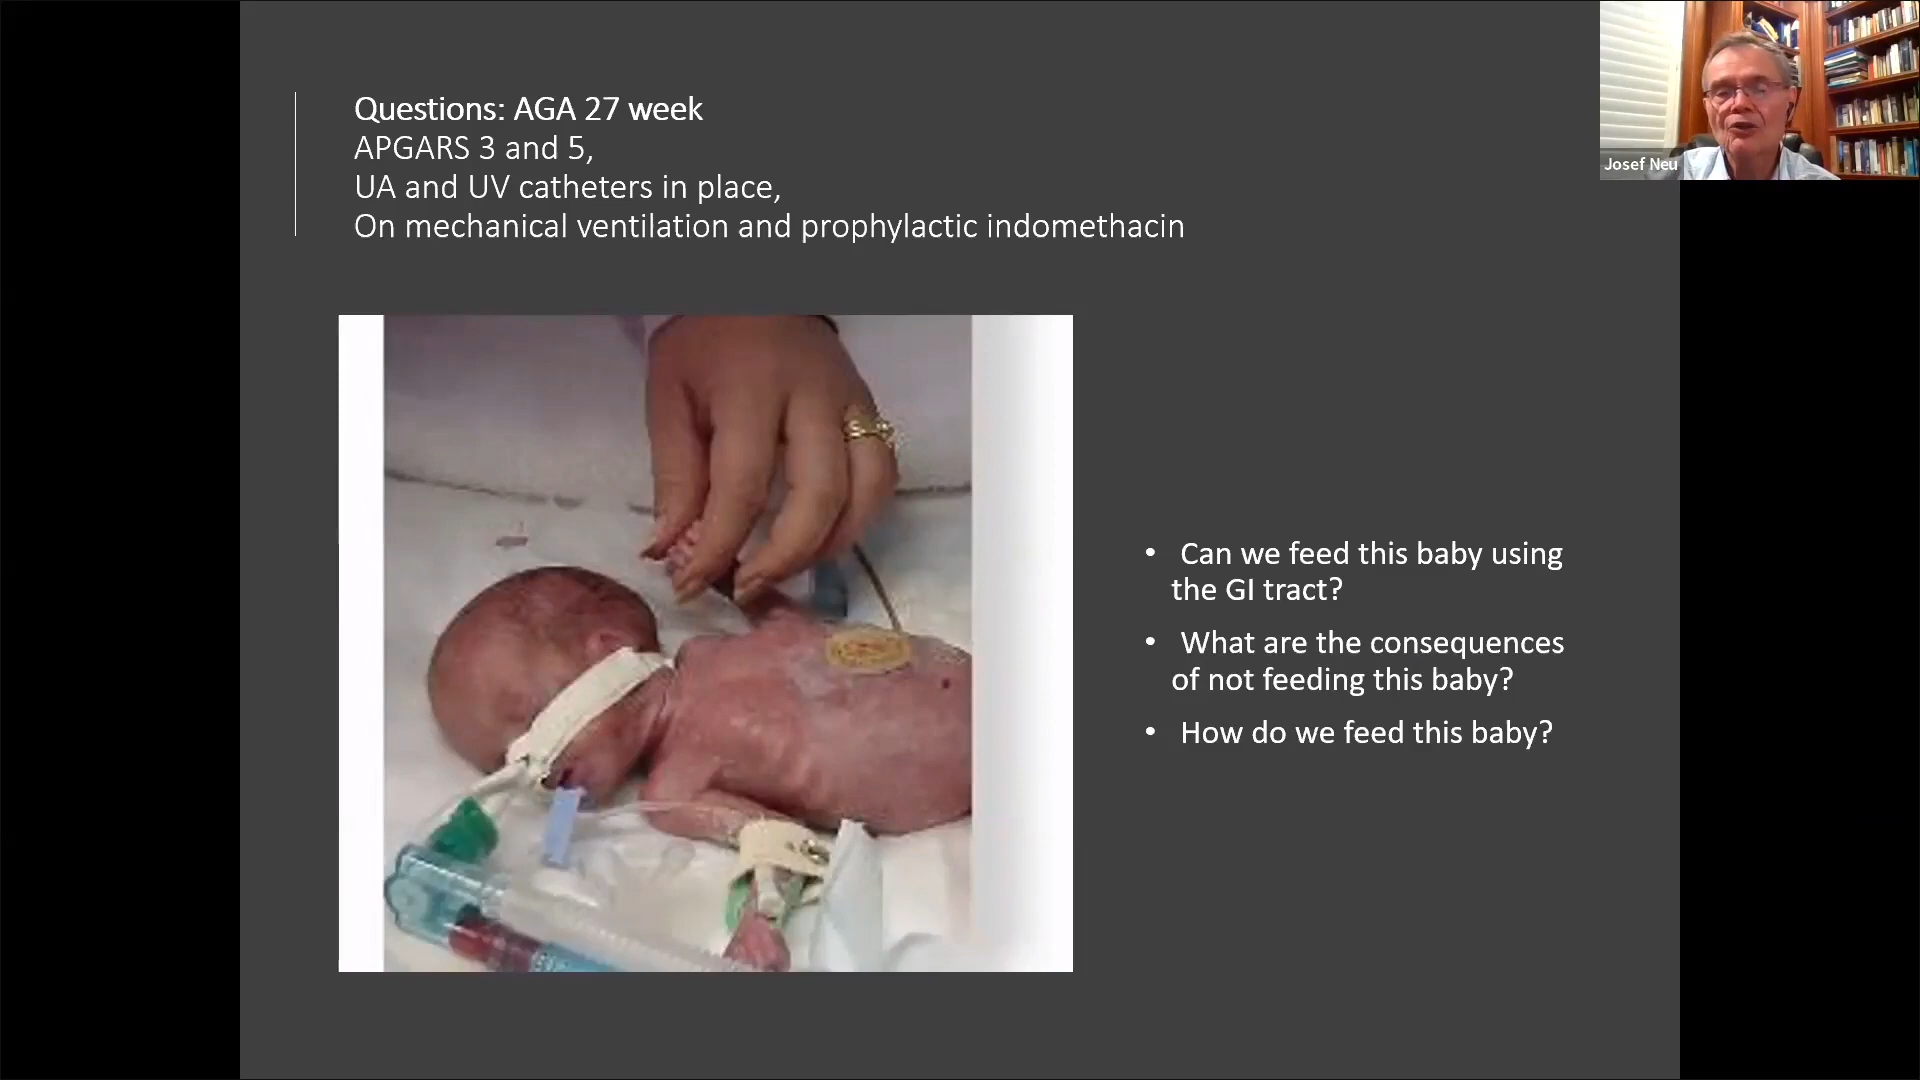 Questions: AGA 27 week
APGARS 3 and 5,
UA and UV catheters in place,
On mechanical ventilation and prophylactic indomethacin
• Can we feed this baby using
the GI tract?
• What are the consequences
of not feeding this baby?
• How do we feed this baby?
Josef Neu